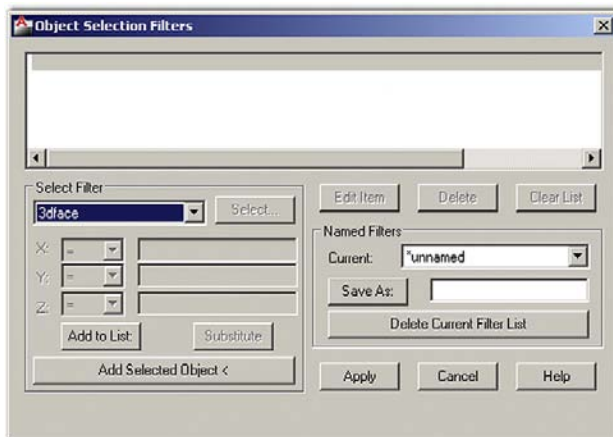 Object Selection Filters
Select Filter
3dface
Select...
X: =
Y: =
Z: =
Add to List:
Substitute
Add Selected Object <
Edit Item
Delete
Clear List
Named Filters
Current: *unnamed
Save As:
Delete Current Filter List
Apply
Cancel
Help